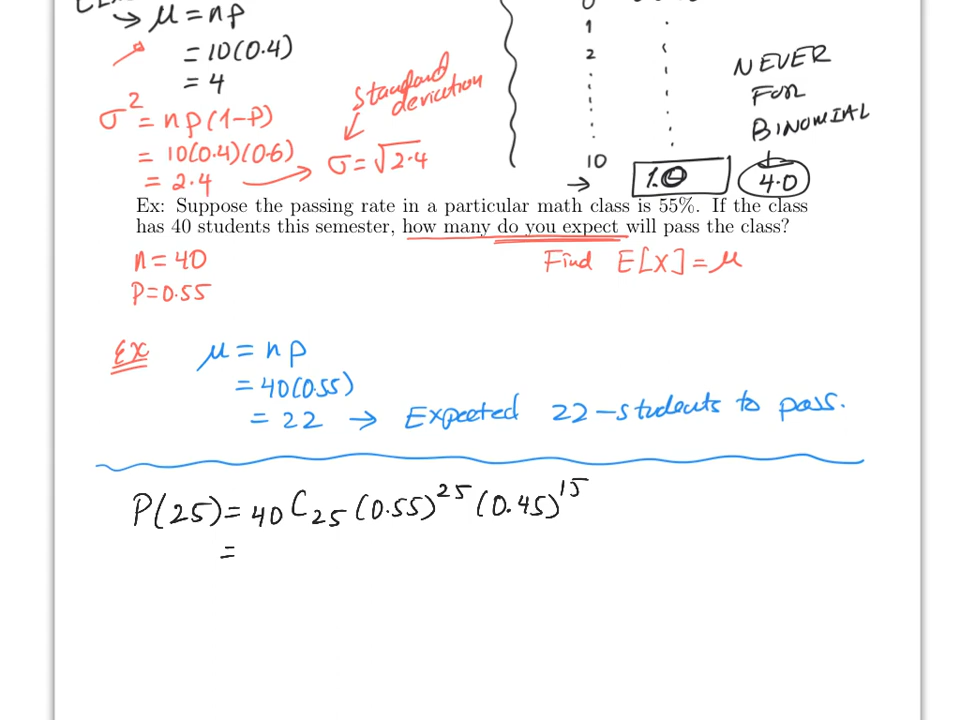 → μ = np
= 10(0.4)
= 4
σ² = np(1-P)
= 10(0.4)(0.6)
= 2.4 → σ = √2.4
Standard
deviation
0
1
2
10
→ 1.0 4.0
NEVER
FOR
BINOMIAL
Ex: Suppose the passing rate in a particular math class is 55%. If the class
has 40 students this semester, how many do you expect will pass the class?
n = 40
P = 0.55
Find E[X] = μ
Ex μ = np
= 40(0.55)
= 22 → Expected 22-students to pass.
P(25) = 40 C 25 (0.55)^25 (0.45)^15
=